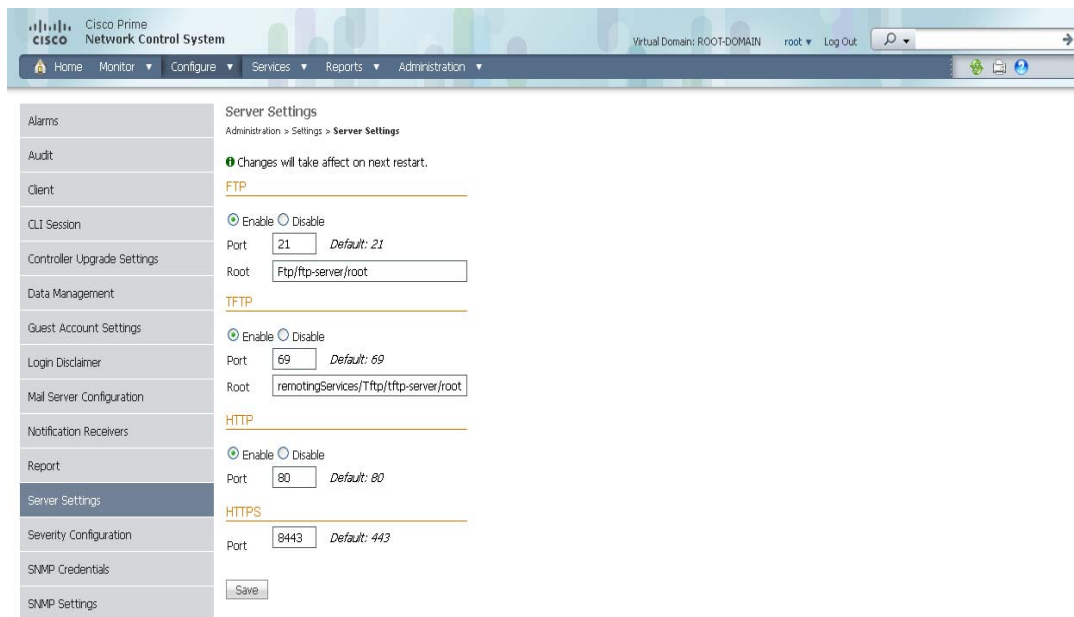 Cisco Prime
CISCO Network Control System
Virtual Domain: ROOT-DOMAIN root Log Out
Home Monitor Configure Services Reports Administration
Alarms
Audit
Client
CLI Session
Controller Upgrade Settings
Data Management
Guest Account Settings
Login Disclaimer
Mail Server Configuration
Notification Receivers
Report
Server Settings
Severity Configuration
SNMP Credentials
SNMP Settings
Server Settings
Administration > Settings > Server Settings
Changes will take affect on next restart.
FTP
Enable Disable
Port 21 Default: 21
Root Ftp/ftp-server/root
TFTP
Enable Disable
Port 69 Default: 69
Root remotingServices/Tftp/tftp-server/root
HTTP
Enable Disable
Port 80 Default: 80
HTTPS
Port 8443 Default: 443
Save